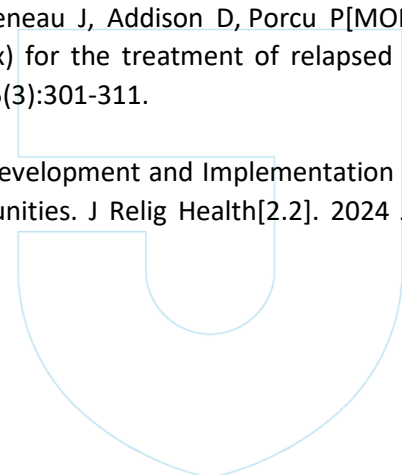 eneau J, Addison D, Porcu P[MO
x) for the treatment of relapsed
(3):301-311.
evelopment and Implementation
unities. J Relig Health[2.2]. 2024